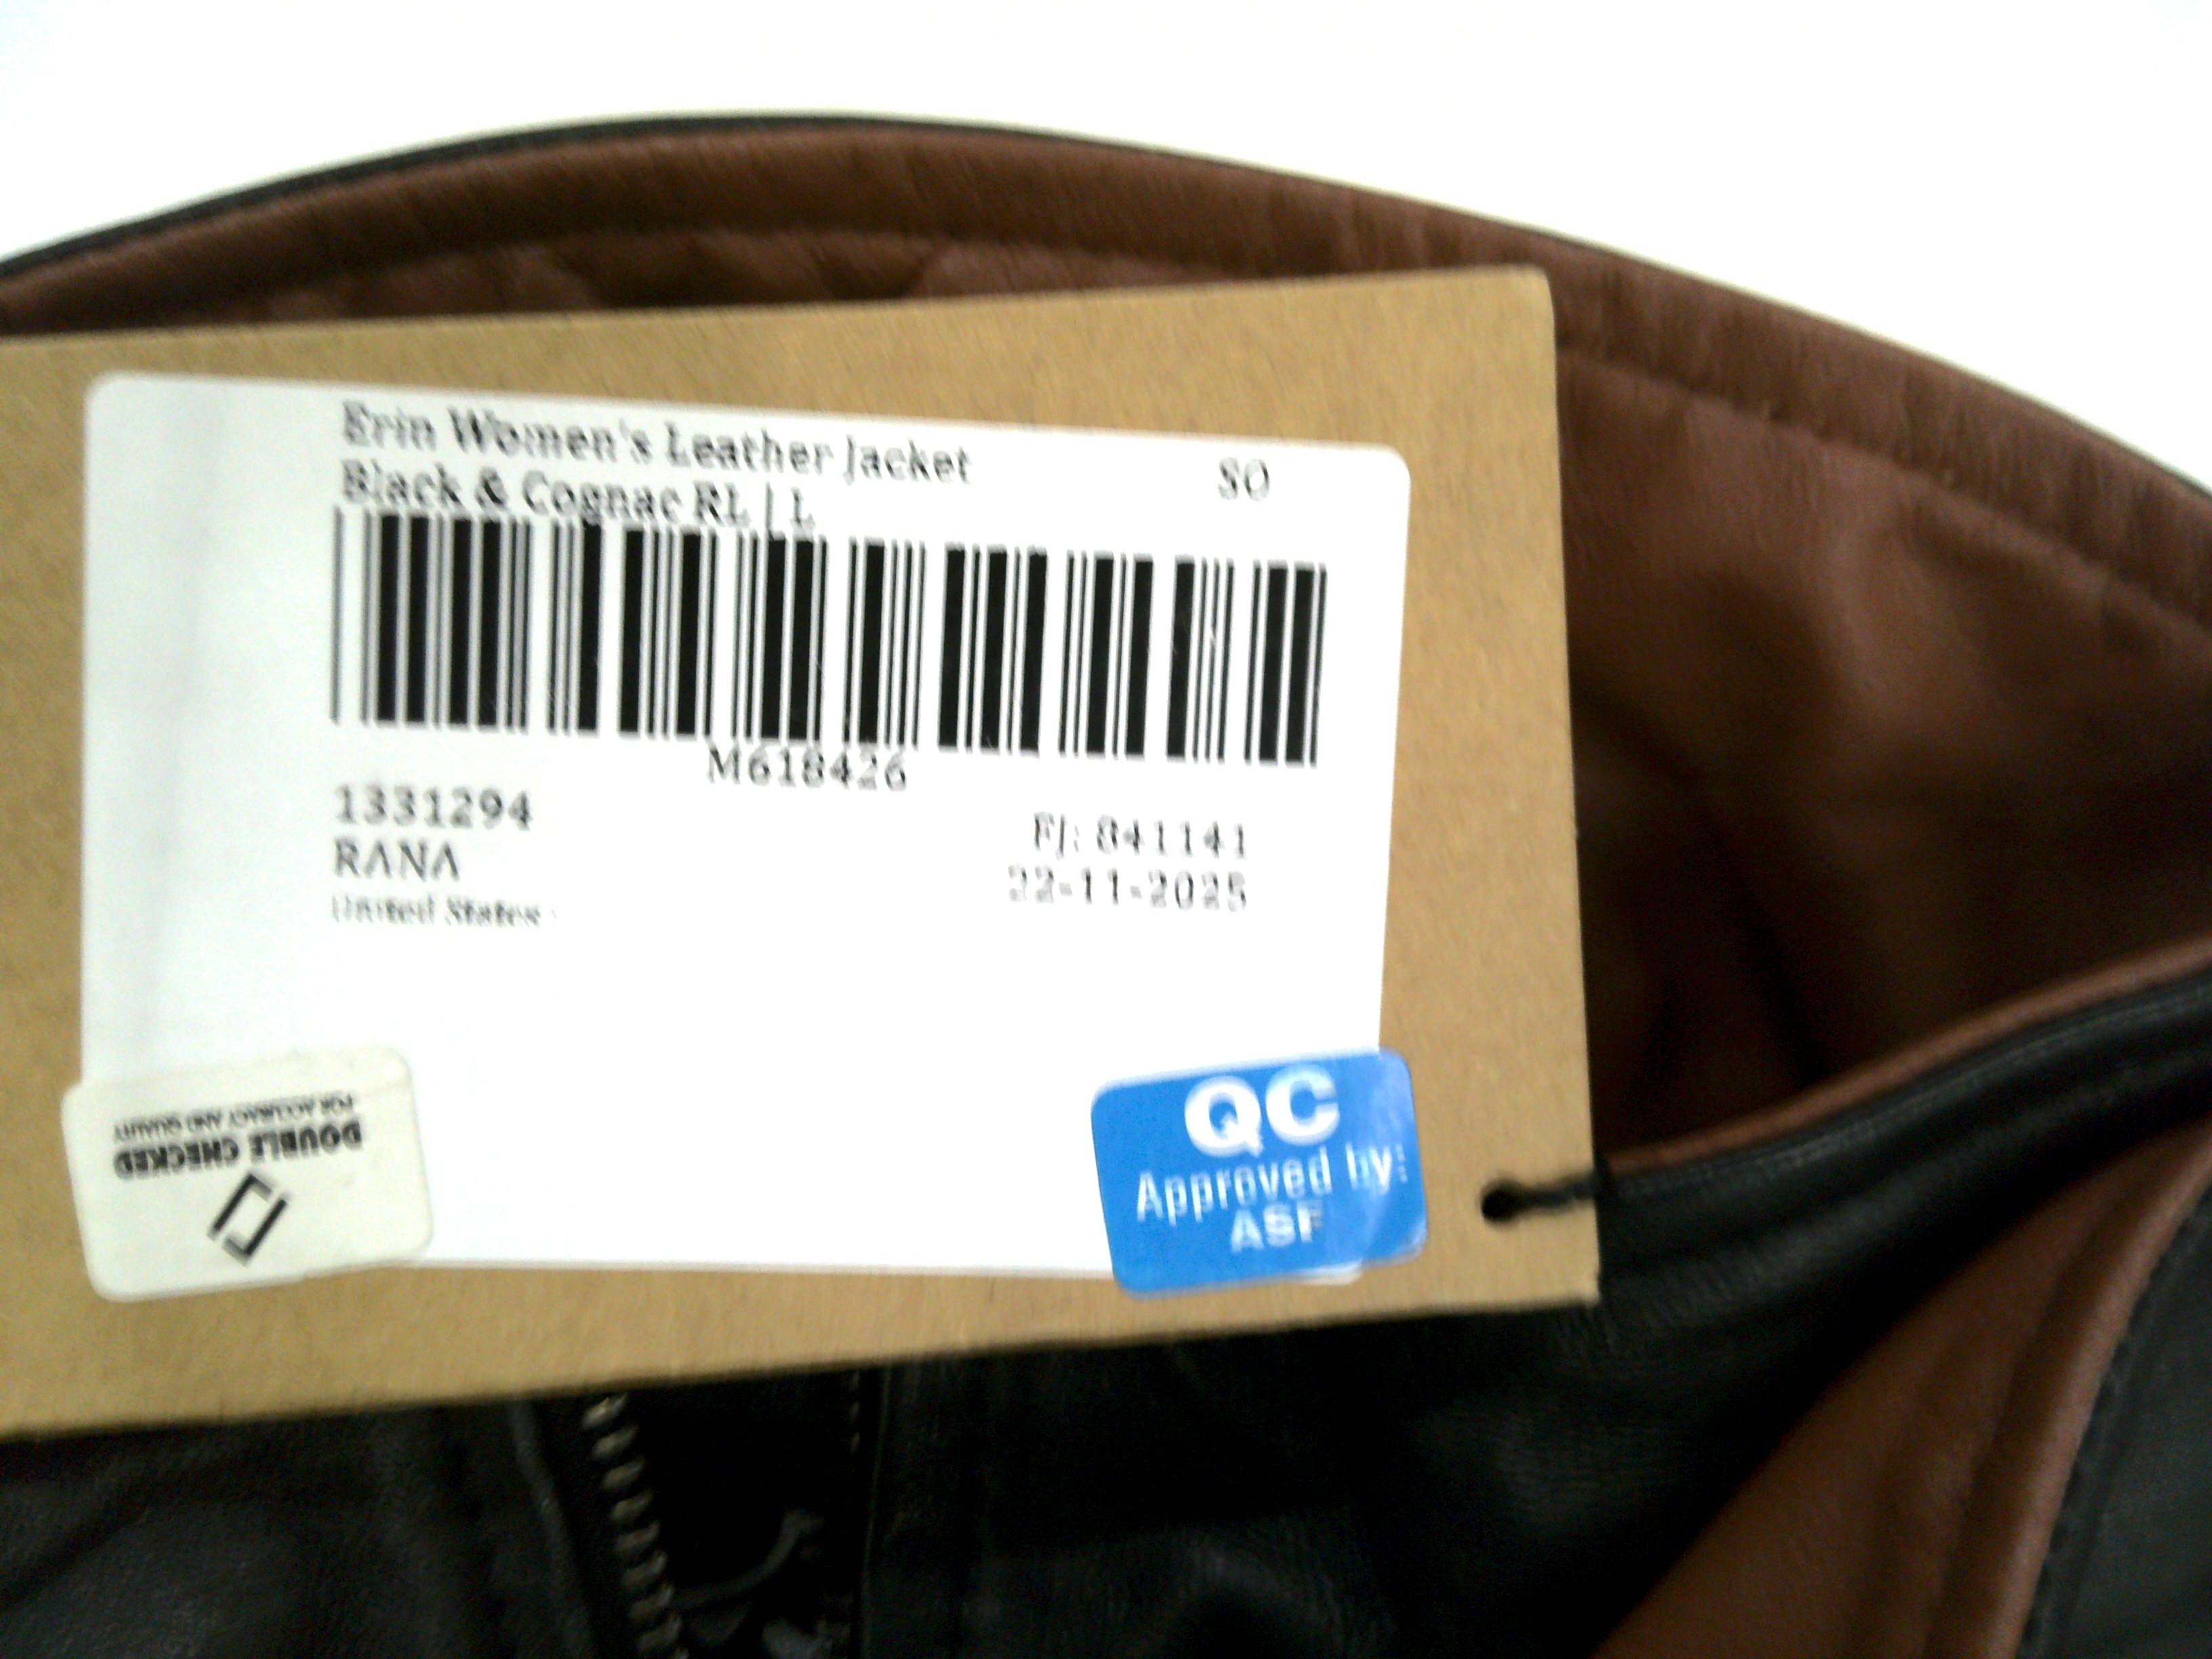 Erin Women's Leather Jacket
SO
Black & Cognac RL | L
M618426
1331294
RANA
United States
FJ: 841141
22-11-2025
DOUBLE CHECKED
FOR ACCURACY AND QUALITY
QC
Approved by:
ASF